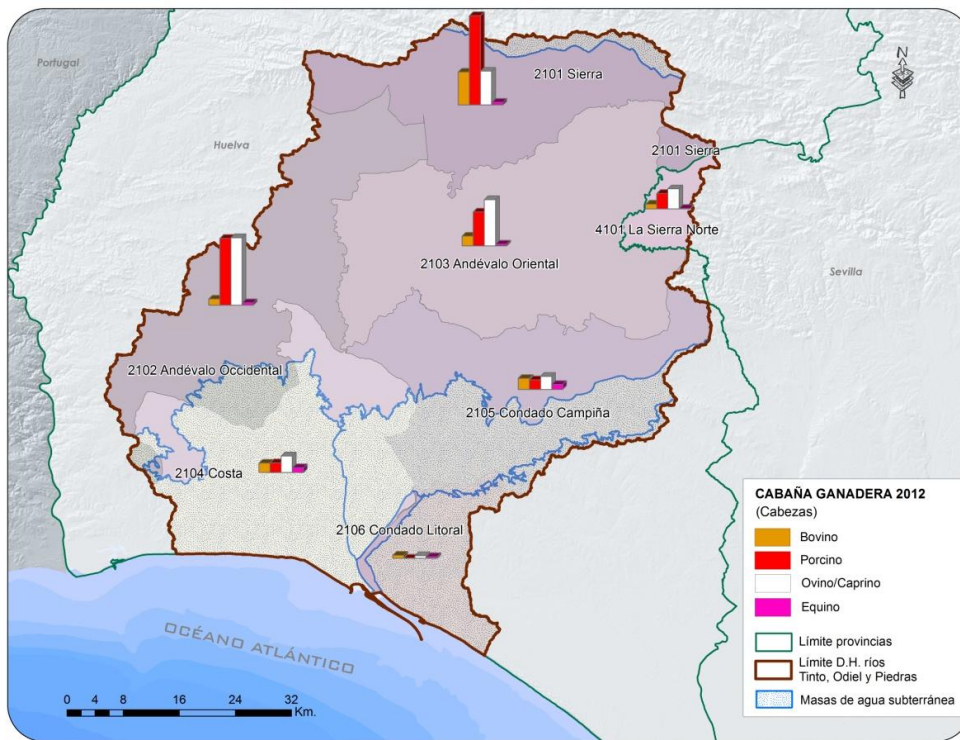 Portugal
N
2101 Sierra
Huelva
2101 Sierra
4101 La Sierra Norte
2103 Andévalo Oriental
Sevilla
2102 Andévalo Occidental
2105 Condado Campiña
2104 Costa
2106 Condado Litoral
OCÉANO ATLÁNTICO
0 4 8 16 24 32
Km.
CABAÑA GANADERA 2012
(Cabezas)
Bovino
Porcino
Ovino/Caprino
Equino
Límite provincias
Límite D.H. ríos
Tinto, Odiel y Piedras
Masas de agua subterránea